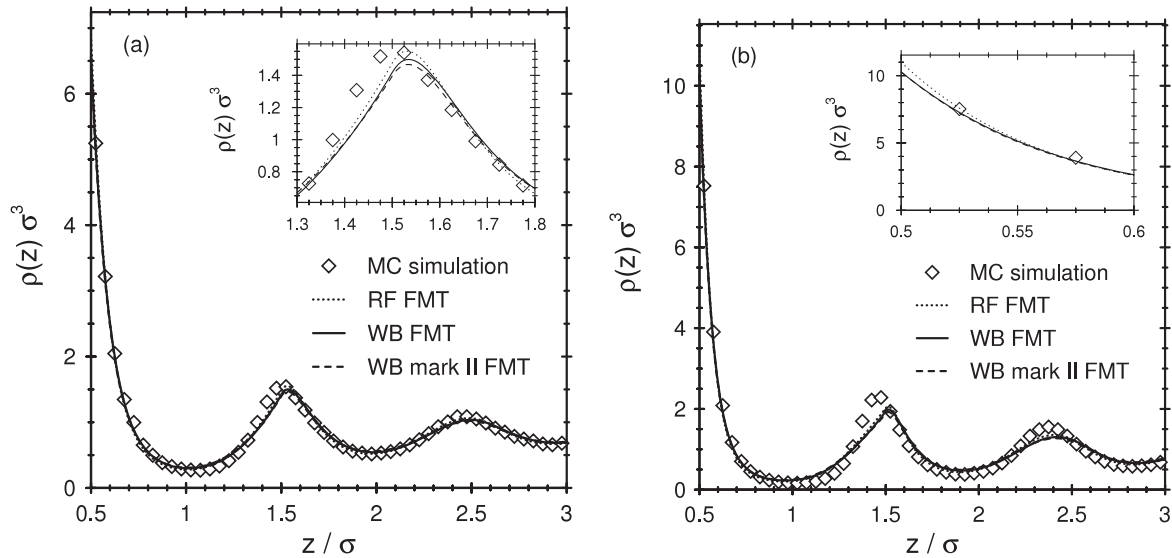 (a)
ρ(z) σ³
6
4
2
0
0.5
1
1.5
2
2.5
3
z / σ
1.4
1.2
1
0.8
ρ(z) σ³
1.3
1.4
1.5
1.6
1.7
1.8
MC simulation
RF FMT
WB FMT
WB mark II FMT
(b)
ρ(z) σ³
10
8
6
4
2
0
0.5
1
1.5
2
2.5
3
z / σ
10
5
0
ρ(z) σ³
0.5
0.55
0.6
MC simulation
RF FMT
WB FMT
WB mark II FMT